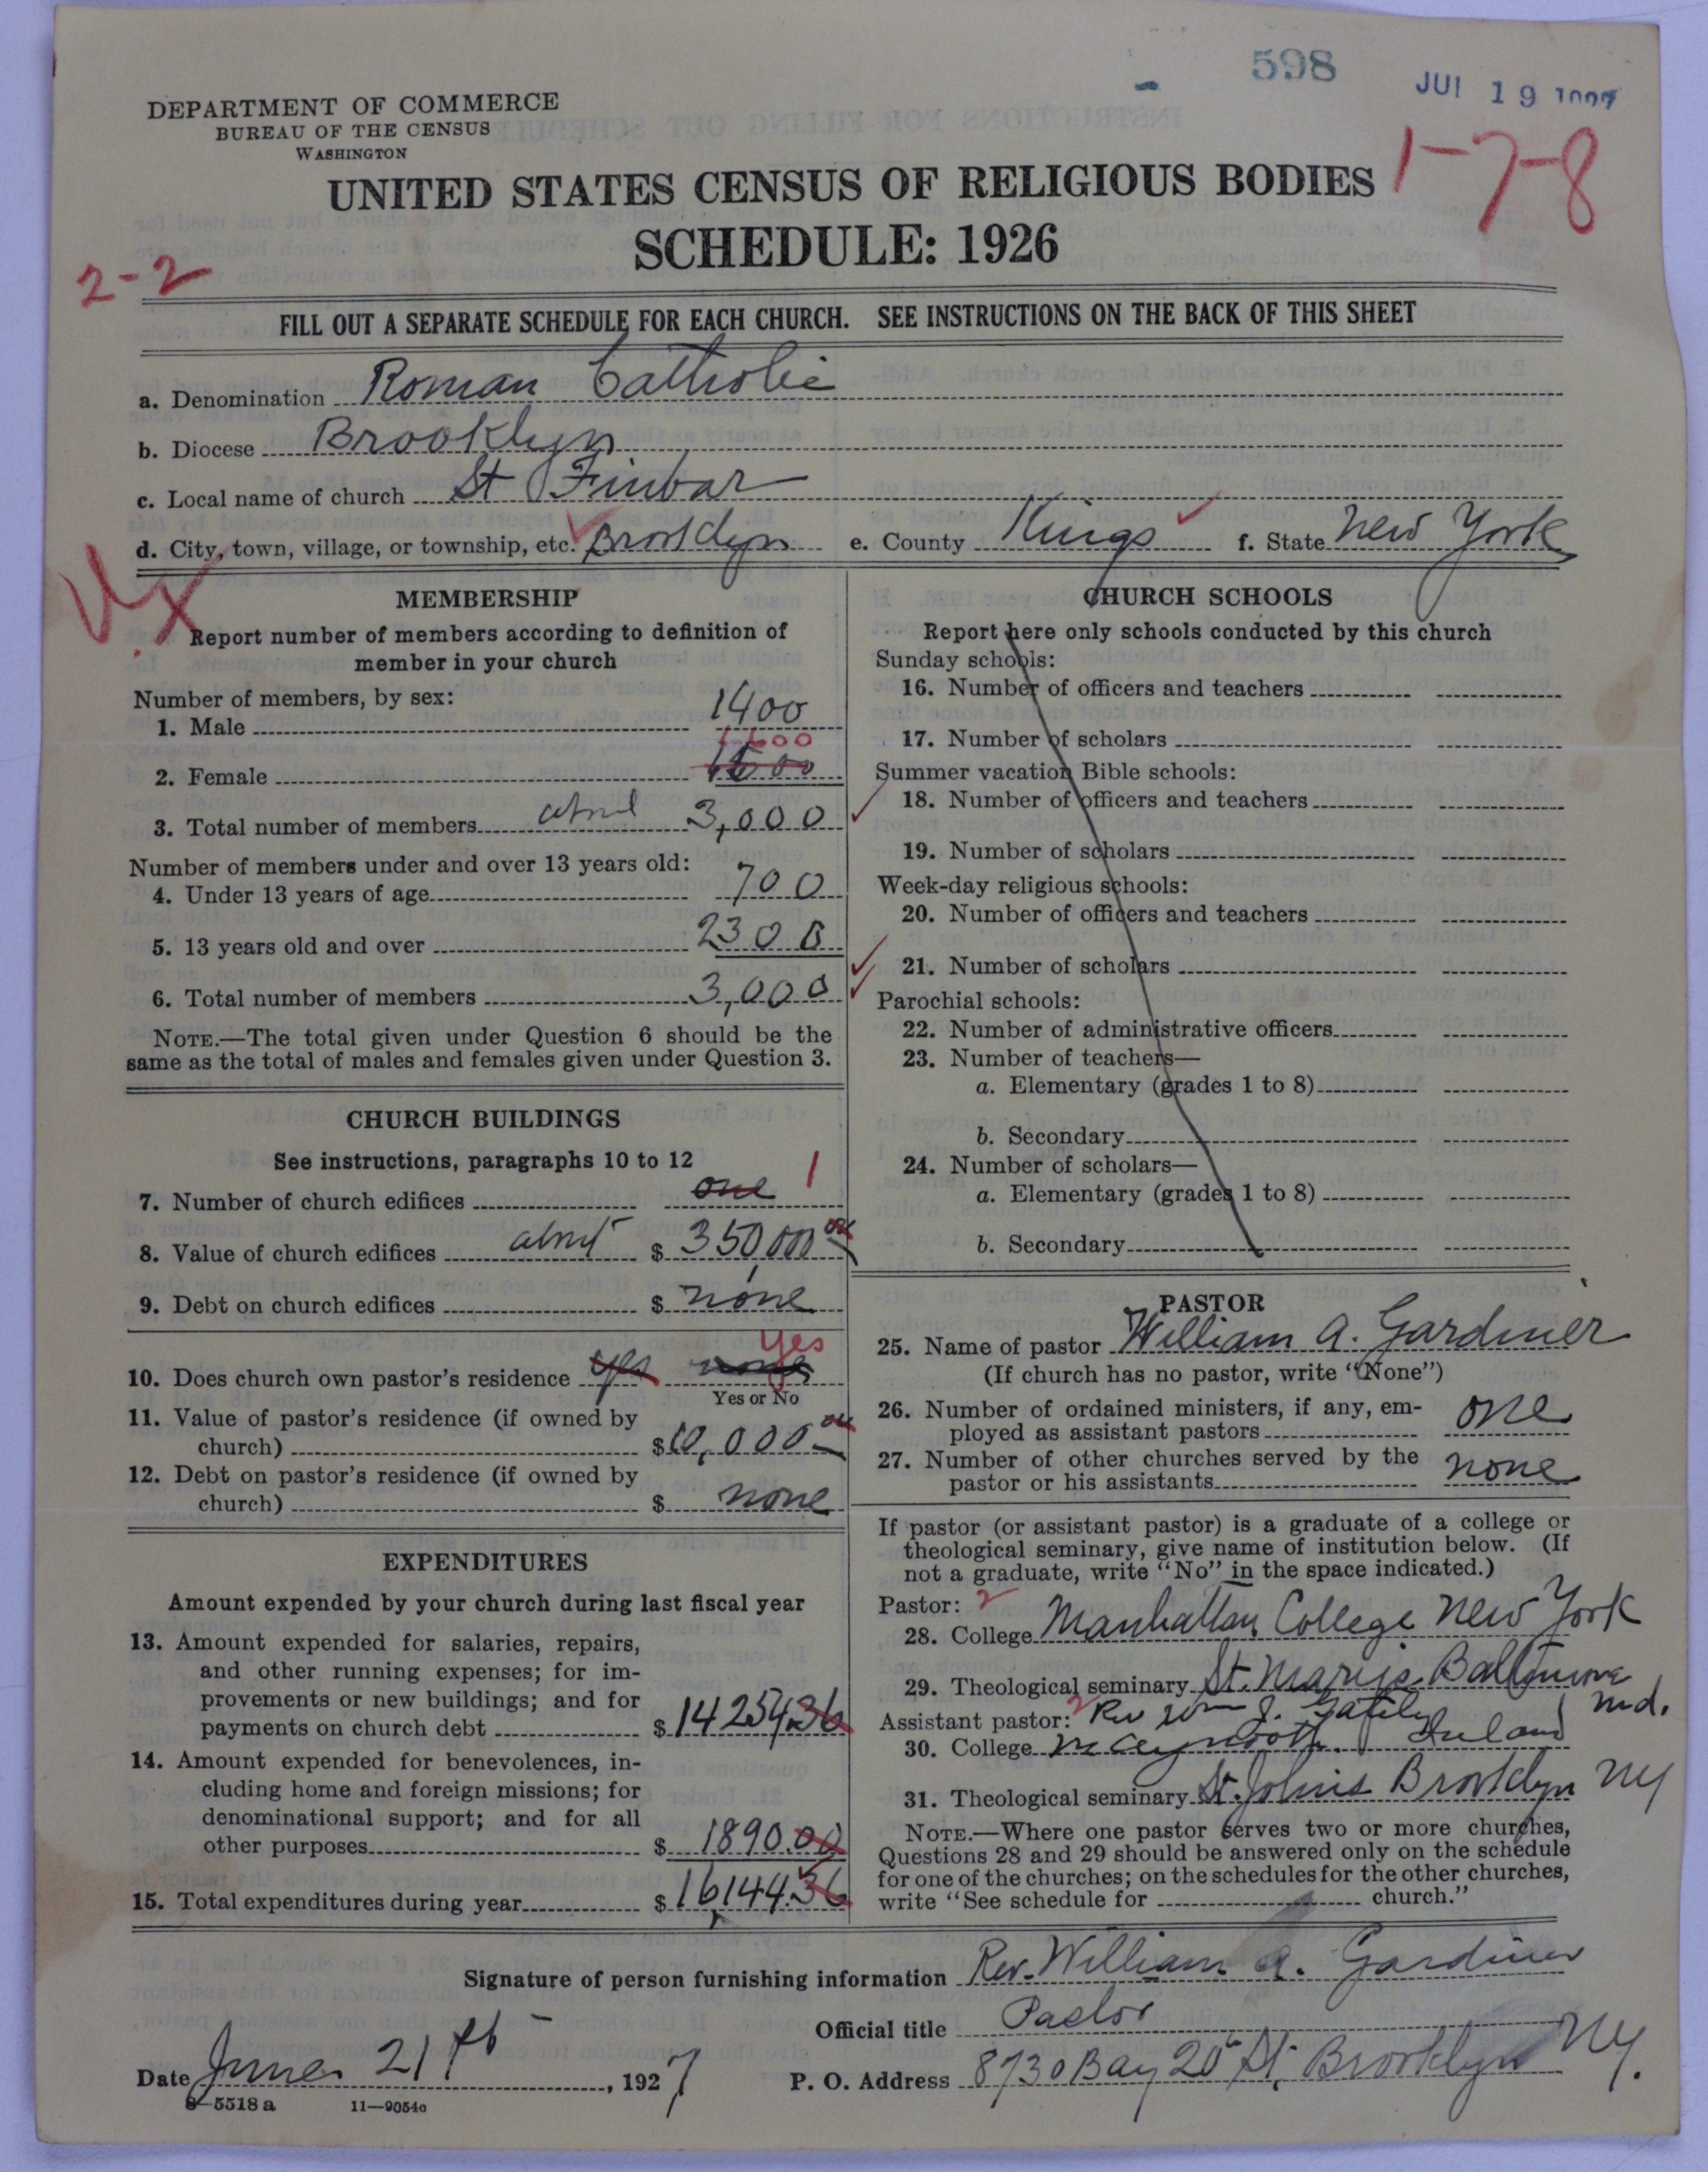 598
JUL 19 1927
DEPARTMENT OF COMMERCE
BUREAU OF THE CENSUS
WASHINGTON
1-7-8
UNITED STATES CENSUS OF RELIGIOUS BODIES
SCHEDULE: 1926
2-2
FILL OUT A SEPARATE SCHEDULE FOR EACH CHURCH. SEE INSTRUCTIONS ON THE BACK OF THIS SHEET
a. Denomination Roman Catholic
b. Diocese Brooklyn
c. Local name of church St Finbar
d. City, town, village, or township, etc. Brooklyn e. County Kings f. State New York
MEMBERSHIP
Report number of members according to definition of
member in your church
Number of members, by sex:
1. Male 1400
1600
2. Female
3. Total number of members about 3,000
Number of members under and over 13 years old:
4. Under 13 years of age 700
5. 13 years old and over 2300
6. Total number of members 3,000
NOTE.—The total given under Question 6 should be the
same as the total of males and females given under Question 3.
CHURCH BUILDINGS
See instructions, paragraphs 10 to 12
7. Number of church edifices one 1
8. Value of church edifices about $ 350,000 00
9. Debt on church edifices $ none
Yes
10. Does church own pastor's residence yes none
Yes or No
11. Value of pastor's residence (if owned by
church) $10,000.00
12. Debt on pastor's residence (if owned by
church) $ none
EXPENDITURES
Amount expended by your church during last fiscal year
13. Amount expended for salaries, repairs,
and other running expenses; for im-
provements or new buildings; and for
payments on church debt $14254.36
14. Amount expended for benevolences, in-
cluding home and foreign missions; for
denominational support; and for all
other purposes $ 1890.00
15. Total expenditures during year $16144.36
CHURCH SCHOOLS
Report here only schools conducted by this church
Sunday schools:
16. Number of officers and teachers
17. Number of scholars
Summer vacation Bible schools:
18. Number of officers and teachers
19. Number of scholars
Week-day religious schools:
20. Number of officers and teachers
21. Number of scholars
Parochial schools:
22. Number of administrative officers
23. Number of teachers—
a. Elementary (grades 1 to 8)
b. Secondary
24. Number of scholars—
a. Elementary (grades 1 to 8)
b. Secondary
PASTOR
25. Name of pastor William A. Gardiner
(If church has no pastor, write "None")
26. Number of ordained ministers, if any, em-
ployed as assistant pastors one
27. Number of other churches served by the
pastor or his assistants none
If pastor (or assistant pastor) is a graduate of a college or
theological seminary, give name of institution below. (If
not a graduate, write "No" in the space indicated.)
Pastor: 2
28. College Manhattan College New York
29. Theological seminary St. Marys Baltimore Md.
Assistant pastor: 2 Rev Wm J. Gately
30. College Maynooth Ireland
31. Theological seminary St. Johns Brooklyn NY
NOTE.—Where one pastor serves two or more churches,
Questions 28 and 29 should be answered only on the schedule
for one of the churches; on the schedules for the other churches,
write "See schedule for church."
Signature of person furnishing information Rev. William A. Gardiner
Official title Pastor
Date June 21st, 1927 P. O. Address 8730 Bay 20th St. Brooklyn NY.
8—5518a 11—9054a